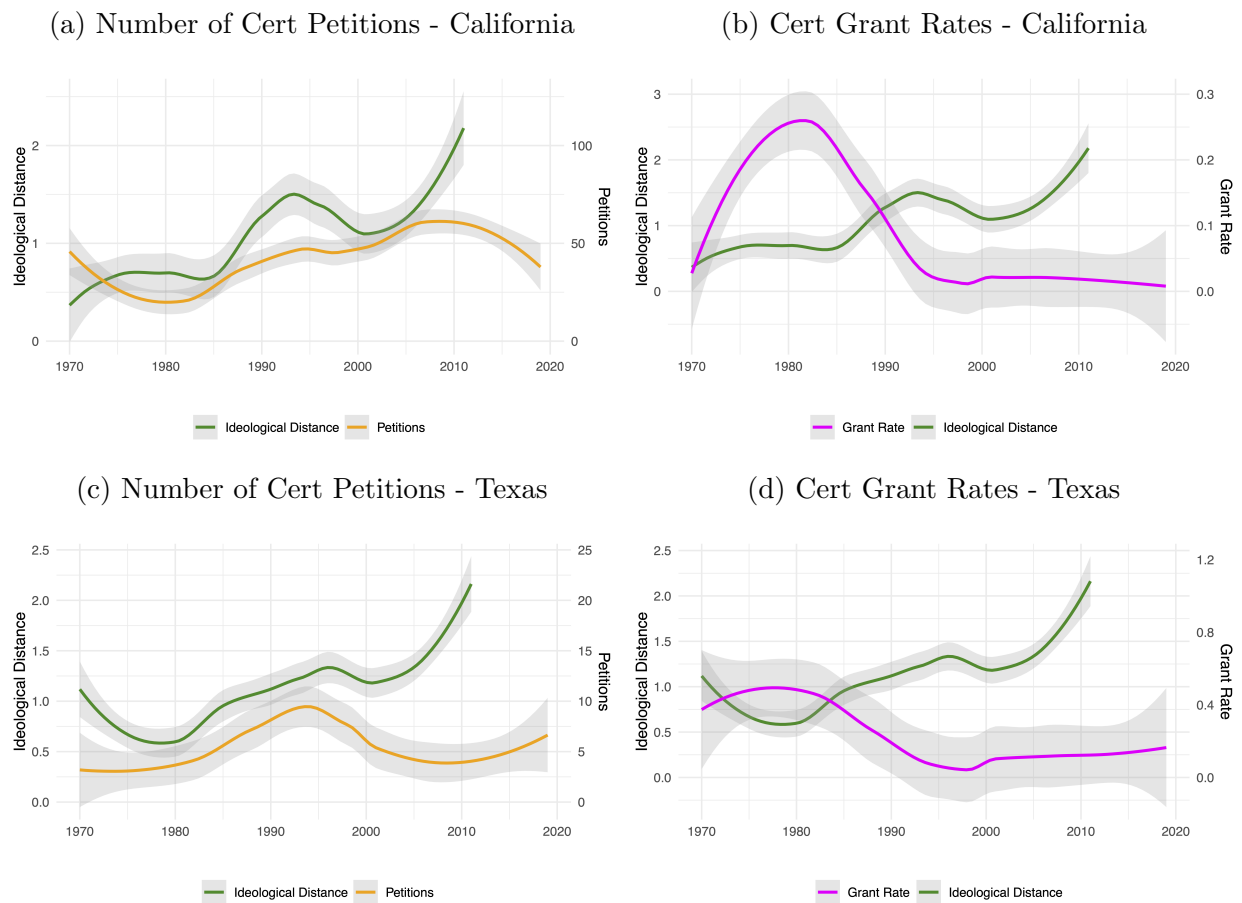 (a) Number of Cert Petitions - California
Ideological Distance
2
1
0
100
50
0
Petitions
1970 1980 1990 2000 2010 2020
Ideological Distance Petitions
(b) Cert Grant Rates - California
Ideological Distance
3
2
1
0
0.3
0.2
0.1
0.0
Grant Rate
1970 1980 1990 2000 2010 2020
Grant Rate Ideological Distance
(c) Number of Cert Petitions - Texas
Ideological Distance
2.5
2.0
1.5
1.0
0.5
0.0
25
20
15
10
5
0
Petitions
1970 1980 1990 2000 2010 2020
Ideological Distance Petitions
(d) Cert Grant Rates - Texas
Ideological Distance
2.5
2.0
1.5
1.0
0.5
0.0
1.2
0.8
0.4
0.0
Grant Rate
1970 1980 1990 2000 2010 2020
Grant Rate Ideological Distance